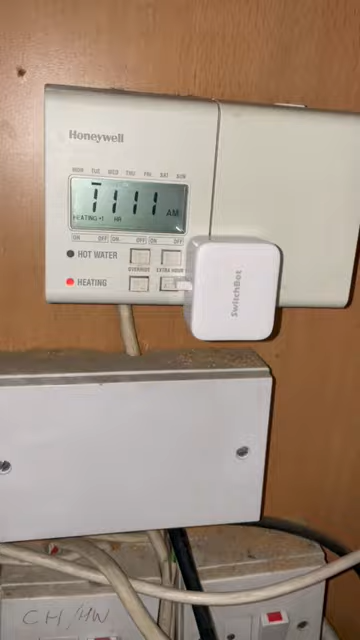 Honeywell
MON TUE WED THU FRI SAT SUN
7 11 AM
HEATING +1 HR
ON OFF ON OFF ON OFF
HOT WATER
OVERRIDE EXTRA HOUR
HEATING
SwitchBot
CH/HW